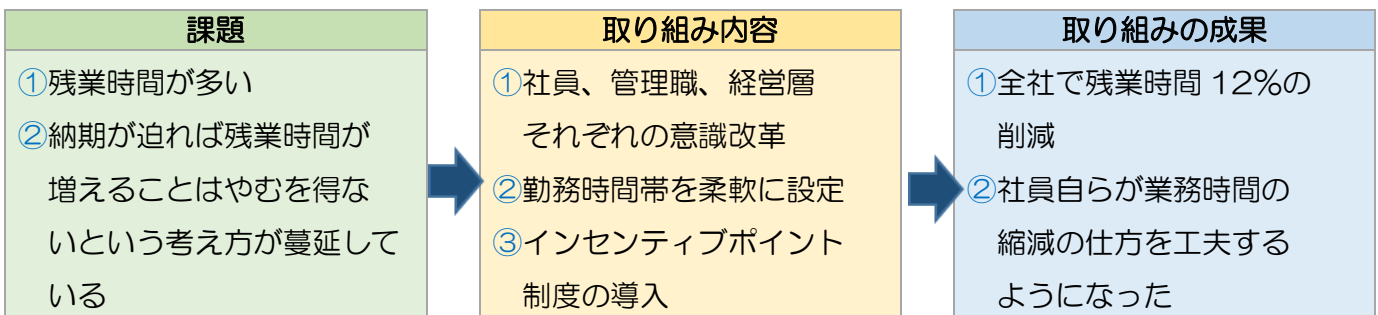 課題
①残業時間が多い
②納期が迫れば残業時間が
増えることはやむを得な
いという考え方が蔓延して
いる
取り組み内容
①社員、管理職、経営層
それぞれの意識改革
②勤務時間帯を柔軟に設定
③インセンティブポイント
制度の導入
取り組みの成果
①全社で残業時間 12%の
削減
②社員自らが業務時間の
縮減の仕方を工夫する
ようになった